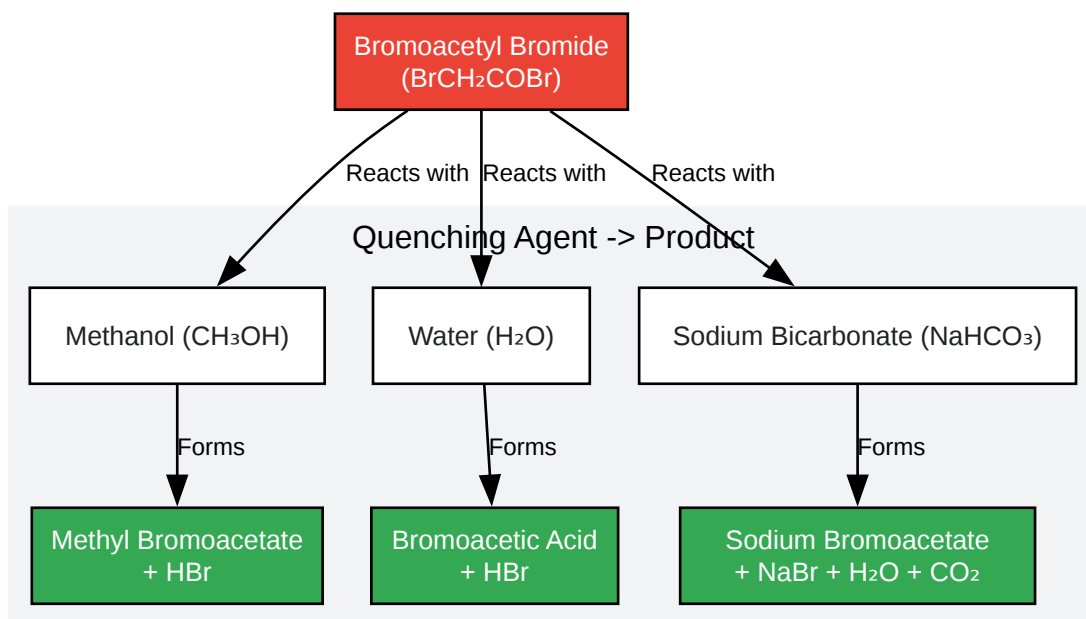 Bromoacetyl Bromide
(BrCH₂COBr)
Reacts with
Reacts with
Reacts with
Quenching Agent -> Product
Methanol (CH₃OH)
Water (H₂O)
Sodium Bicarbonate (NaHCO₃)
Forms
Forms
Forms
Methyl Bromoacetate
+ HBr
Bromoacetic Acid
+ HBr
Sodium Bromoacetate
+ NaBr + H₂O + CO₂